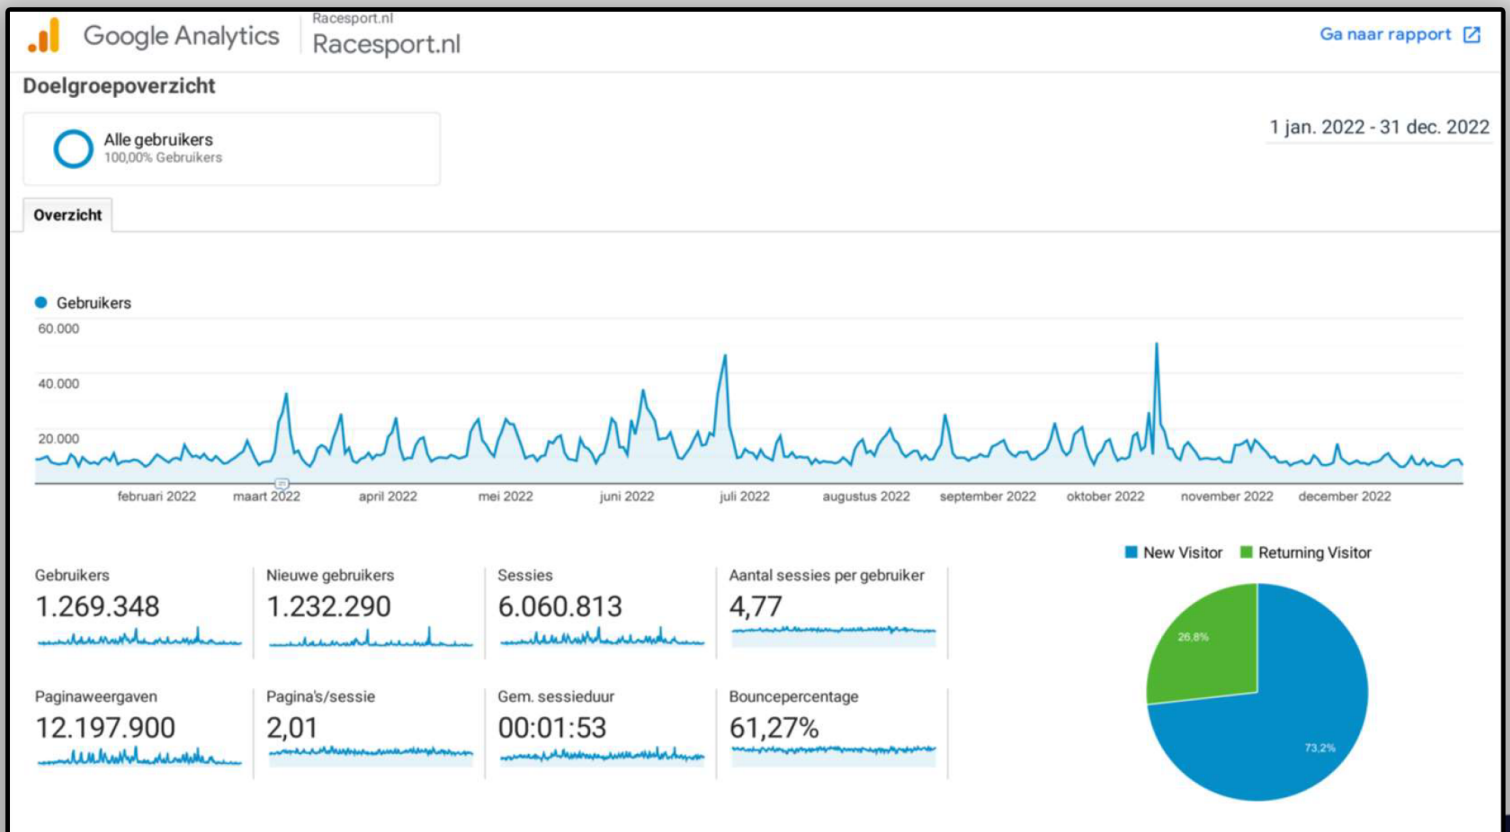 Google Analytics
Racesport.nl
Racesport.nl
Ga naar rapport
Doelgroepoverzicht
Alle gebruikers
100,00% Gebruikers
1 jan. 2022 - 31 dec. 2022
Overzicht
Gebruikers
60.000
40.000
20.000
februari 2022 maart 2022 april 2022 mei 2022 juni 2022 juli 2022 augustus 2022 september 2022 oktober 2022 november 2022 december 2022
New Visitor Returning Visitor
Gebruikers Nieuwe gebruikers Sessies Aantal sessies per gebruiker
1.269.348 1.232.290 6.060.813 4,77
26,8%
Paginaweergaven Pagina's/sessie Gem. sessieduur Bouncepercentage
12.197.900 2,01 00:01:53 61,27%
73,2%